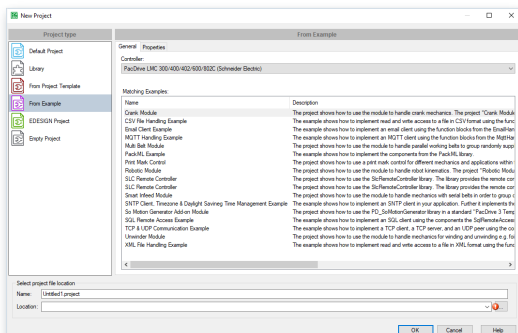 New Project
Project type
From Example
Default Project
Library
From Project Template
From Example
EDESIGN Project
Empty Project
General Properties
Controller:
PacDrive LMC 300/400/402/600/802C (Schneider Electric)
Matching Examples:
Name Description
Crank Module The project shows how to use the module to handle crank mechanics. The project "Crank Modul
CSV File Handling Example The example shows how to implement read and write access to a file in CSV format using the func
Email Client Example The example shows how to implement an email client using the function blocks from the EmailHan
MQTT Handling Example The example shows how to implement an MQTT client using the function blocks from the MqttHar
Multi Belt Module The project shows how to use the module to handle parallel working belts to group randomly supp
PackML Example The example shows how to implement the components from the PackML library.
Print Mark Control The project shows how to use a print mark control for different mechanics and applications within
Robotic Module The project shows how to use the module to handle robot kinematics. The project "Robotic Modu
SLC Remote Controller The project shows how to use the SlcRemoteController library. The library provides the remote cor
SLC Remote Controller The project shows how to use the SlcRemoteController library. The library provides the remote cor
Smart Infeed Module The project shows how to use the module to handle mechanics with serial belts in order to group c
SNTP Client, Timezone & Daylight Savineg Time Management Example The example shows how to implement an SNTP client in your application. Further it implements th
So Motion Generator Add-on Module The project shows how to use the PD_SoMotionGenerator library in a standard "PacDrive 3 Temp
SQL Remote Access Example The example shows how to implement an SQL client using the components the SqlRemoteAcces
TCP & UDP Communication Example The example shows how to implement a TCP client, a TCP server, and an UDP peer using the co
Unwinder Module The project shows how to use the module to handle mechanics for winding and unwinding e.g. foi
XML File Handling Example The example shows how to implement read and write access to a file in XML format using the func
Select project file location
Name: Untitled1.project
Location: ...
OK Cancel Help